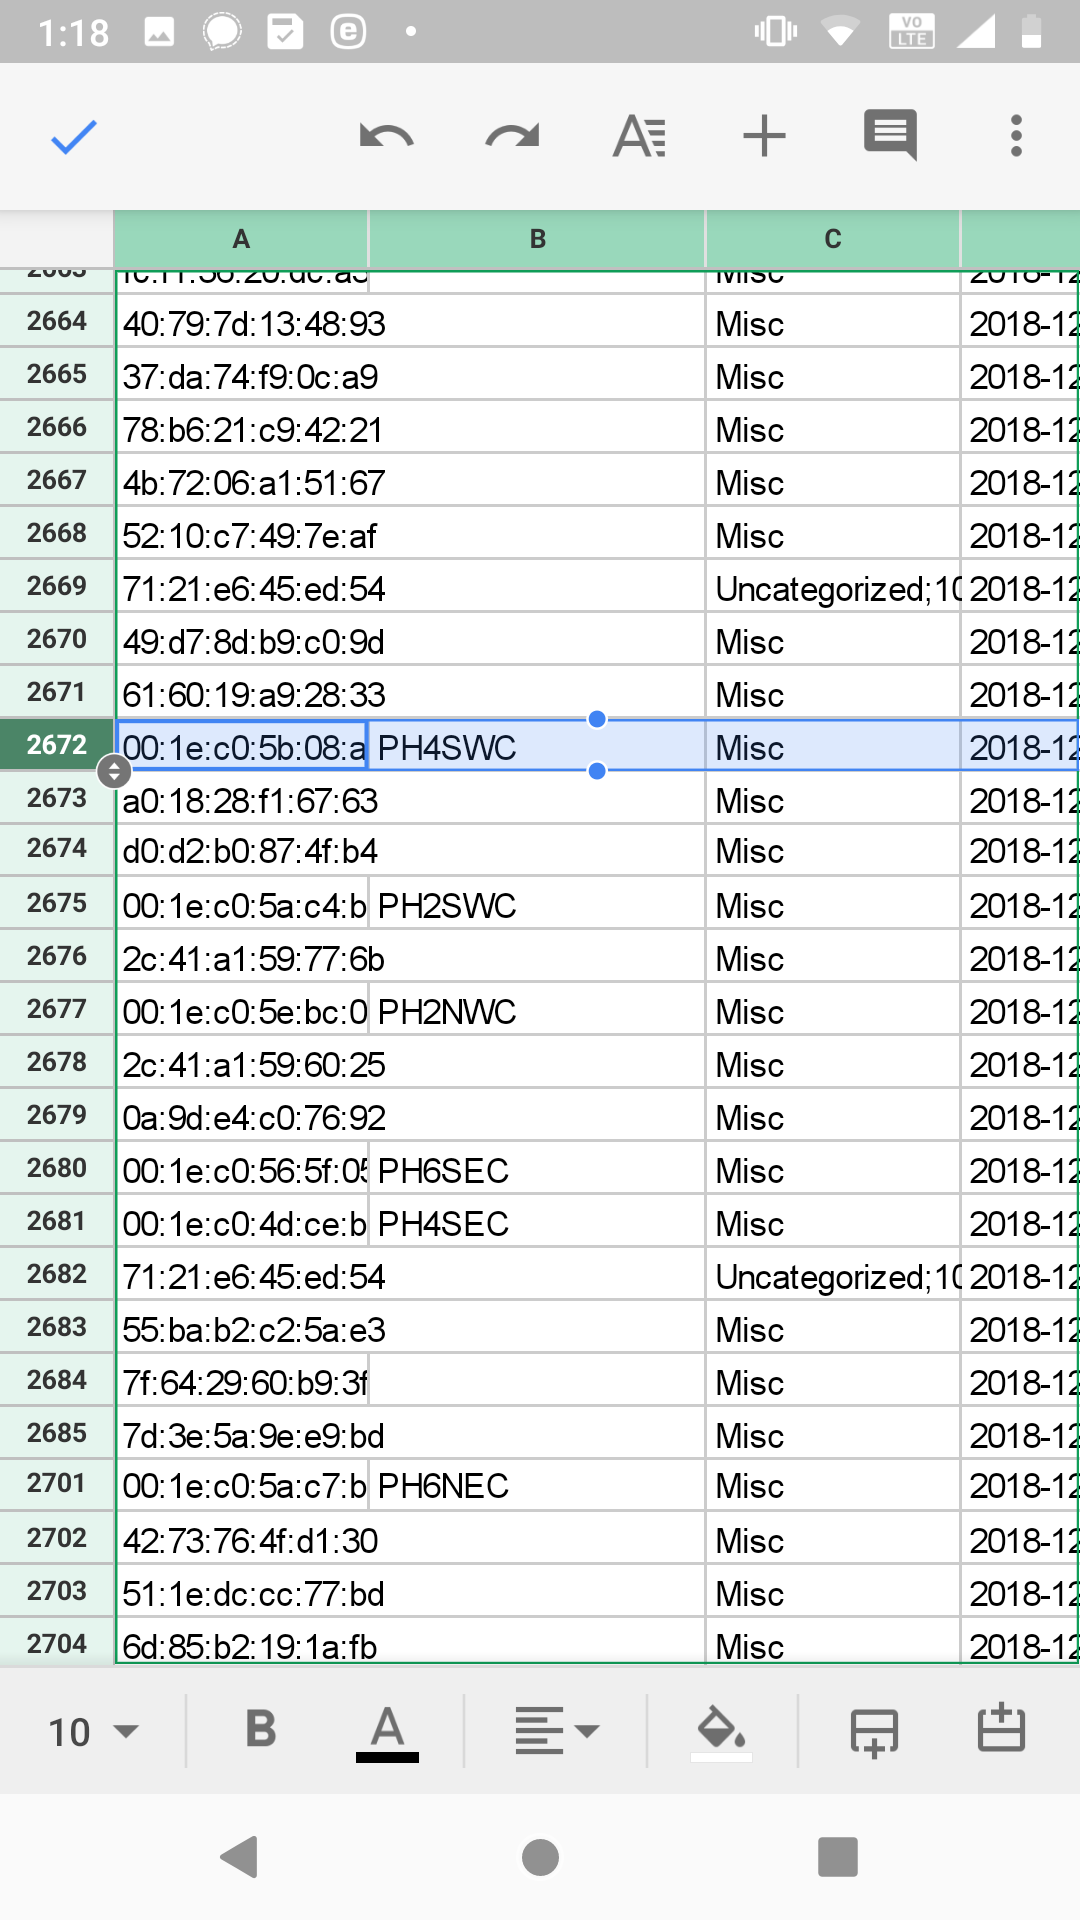 1:18 VO LTE
A B C
2664 40:79:7d:13:48:93 Misc 2018-12
2665 37:da:74:f9:0c:a9 Misc 2018-12
2666 78:b6:21:c9:42:21 Misc 2018-12
2667 4b:72:06:a1:51:67 Misc 2018-12
2668 52:10:c7:49:7e:af Misc 2018-12
2669 71:21:e6:45:ed:54 Uncategorized;10 2018-12
2670 49:d7:8d:b9:c0:9d Misc 2018-12
2671 61:60:19:a9:28:33 Misc 2018-12
2672 00:1e:c0:5b:08:a PH4SWC Misc 2018-12
2673 a0:18:28:f1:67:63 Misc 2018-12
2674 d0:d2:b0:87:4f:b4 Misc 2018-12
2675 00:1e:c0:5a:c4:b PH2SWC Misc 2018-12
2676 2c:41:a1:59:77:6b Misc 2018-12
2677 00:1e:c0:5e:bc:0 PH2NWC Misc 2018-12
2678 2c:41:a1:59:60:25 Misc 2018-12
2679 0a:9d:e4:c0:76:92 Misc 2018-12
2680 00:1e:c0:56:5f:05 PH6SEC Misc 2018-12
2681 00:1e:c0:4d:ce:b PH4SEC Misc 2018-12
2682 71:21:e6:45:ed:54 Uncategorized;10 2018-12
2683 55:ba:b2:c2:5a:e3 Misc 2018-12
2684 7f:64:29:60:b9:3f Misc 2018-12
2685 7d:3e:5a:9e:e9:bd Misc 2018-12
2701 00:1e:c0:5a:c7:b PH6NEC Misc 2018-12
2702 42:73:76:4f:d1:30 Misc 2018-12
2703 51:1e:dc:cc:77:bd Misc 2018-12
2704 6d:85:b2:19:1a:fb Misc 2018-12
10 B A